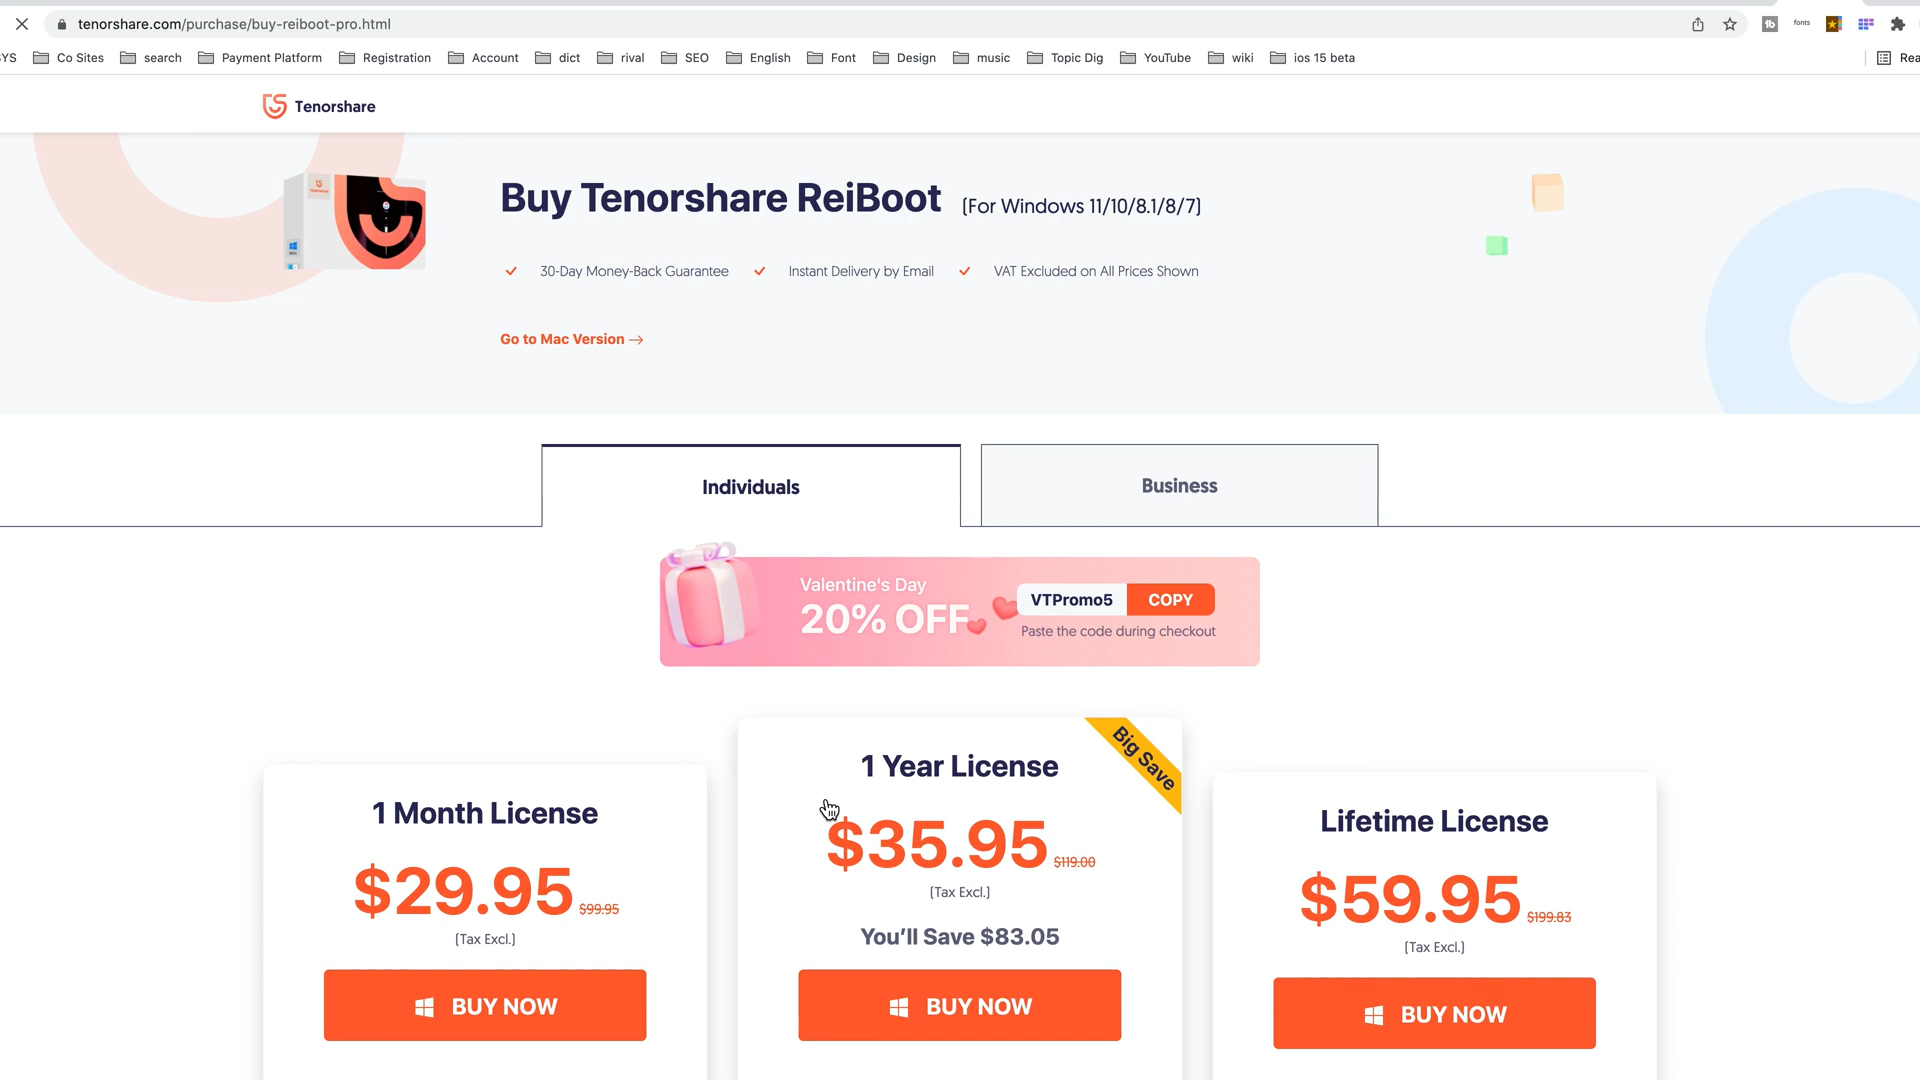 tenorshare.com/purchase/buy-reiboot-pro.html
fonts
YS Co Sites search Payment Platform Registration Account dict rival SEO English Font Design music Topic Dig YouTube wiki ios 15 beta Rea
Tenorshare
Buy Tenorshare ReiBoot (For Windows 11/10/8.1/8/7)
30-Day Money-Back Guarantee Instant Delivery by Email VAT Excluded on All Prices Shown
Go to Mac Version →
Individuals
Business
Valentine's Day
20% OFF
VTPromo5 COPY
Paste the code during checkout
1 Month License
$29.95 $99.95
(Tax Excl.)
BUY NOW
Big Save
1 Year License
$35.95 $119.00
(Tax Excl.)
You'll Save $83.05
BUY NOW
Lifetime License
$59.95 $199.83
(Tax Excl.)
BUY NOW